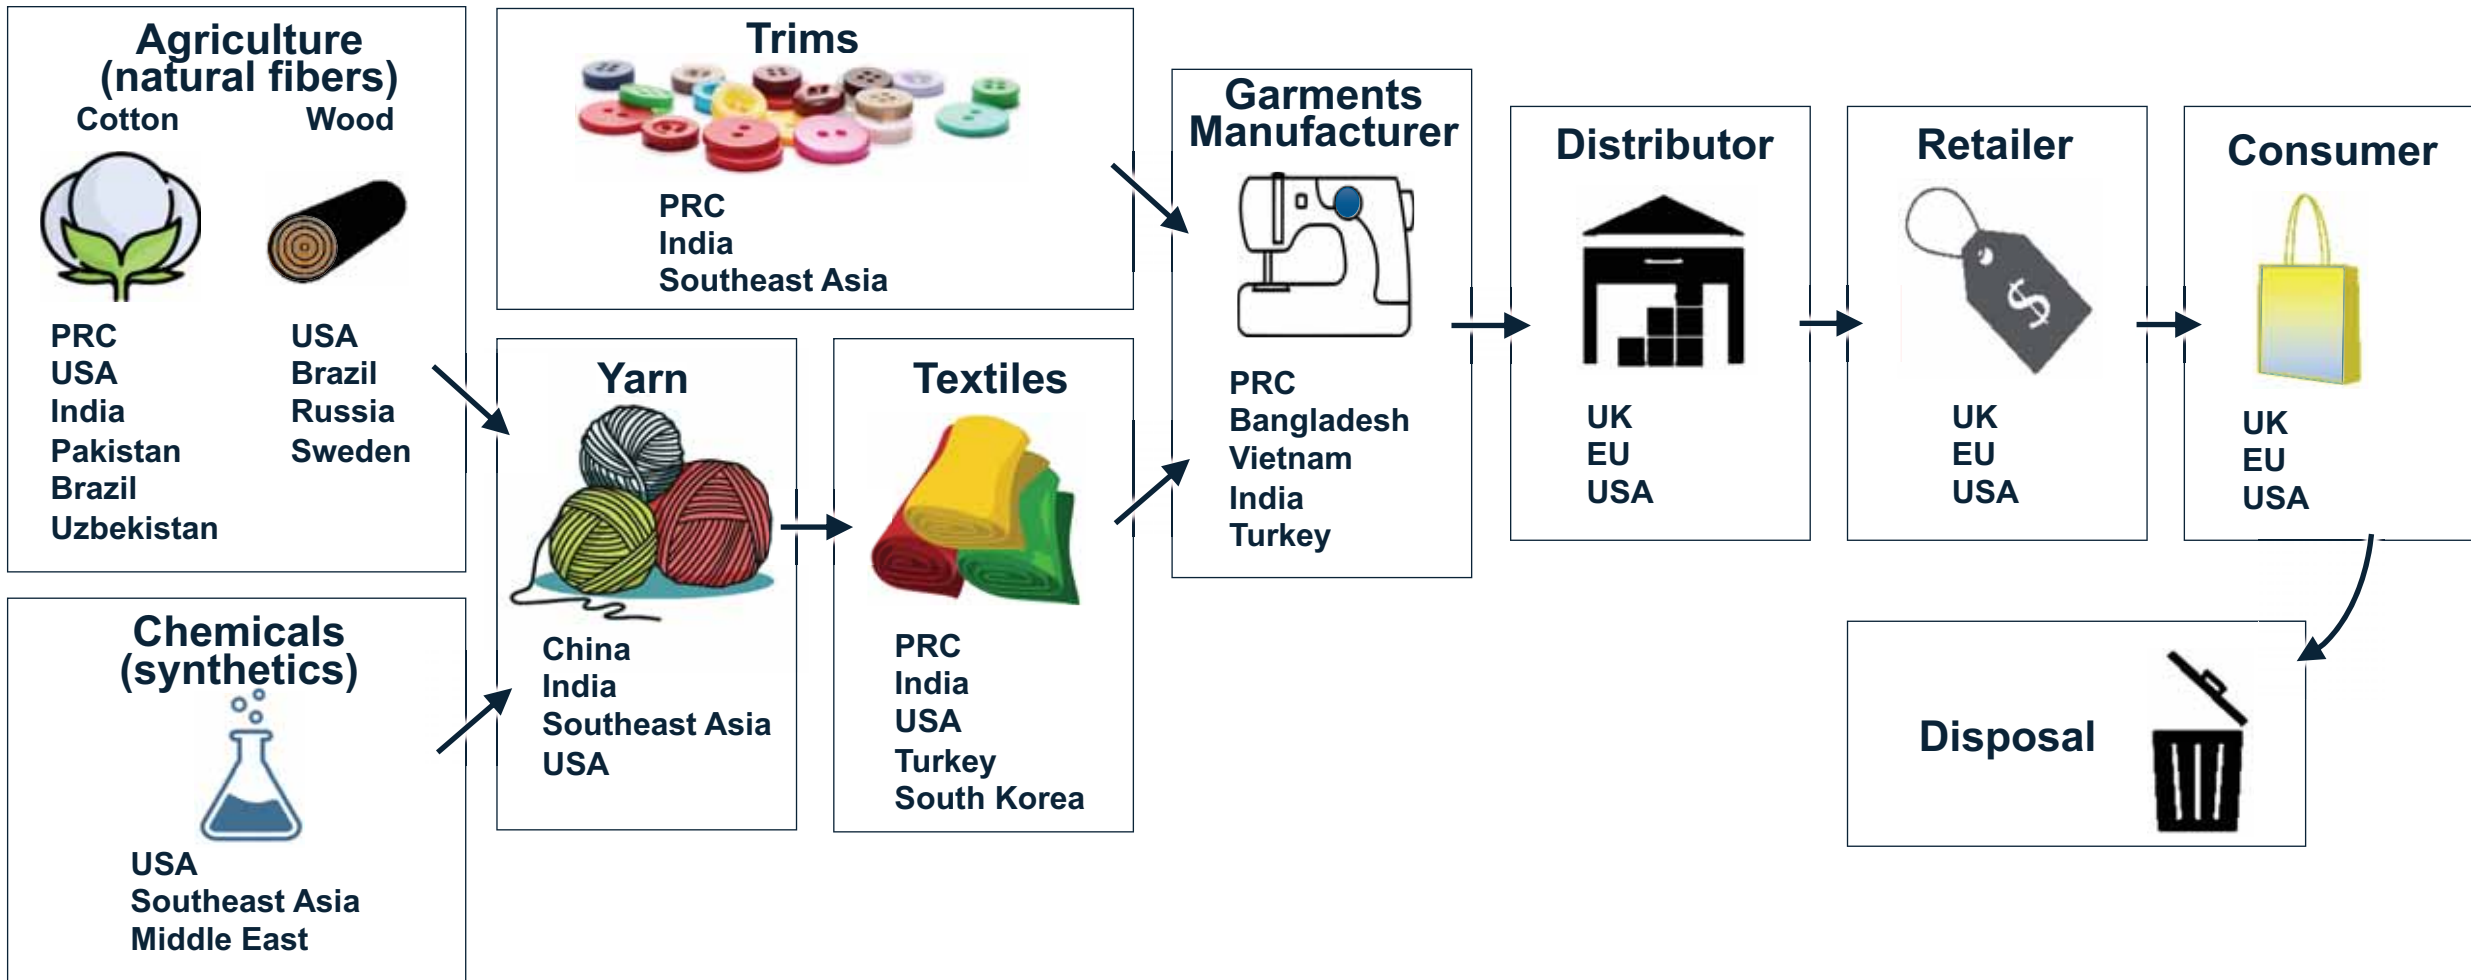 Agriculture
(natural fibers)
Cotton
Wood
PRC
USA
India
Pakistan
Brazil
Uzbekistan
USA
Brazil
Russia
Sweden
Chemicals
(synthetics)
USA
Southeast Asia
Middle East
Trims
PRC
India
Southeast Asia
Yarn
China
India
Southeast Asia
USA
Textiles
PRC
India
USA
Turkey
South Korea
Garments
Manufacturer
PRC
Bangladesh
Vietnam
India
Turkey
Distributor
UK
EU
USA
Retailer
$
UK
EU
USA
Consumer
UK
EU
USA
Disposal